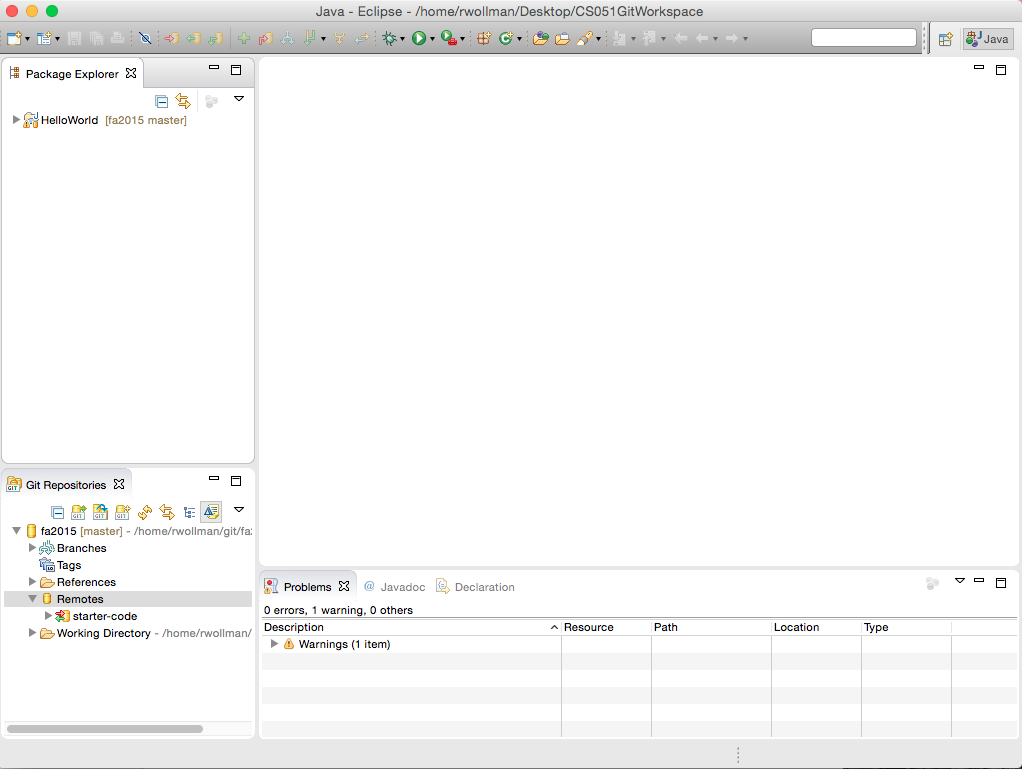 Java - Eclipse - /home/rwollman/Desktop/CS051GitWorkspace
Java
Package Explorer
HelloWorld [fa2015 master]
Git Repositories
fa2015 [master] - /home/rwollman/git/fa2
Branches
Tags
References
Remotes
starter-code
Working Directory - /home/rwollman/
Problems
@ Javadoc
Declaration
0 errors, 1 warning, 0 others
Description Resource Path Location Type
Warnings (1 item)